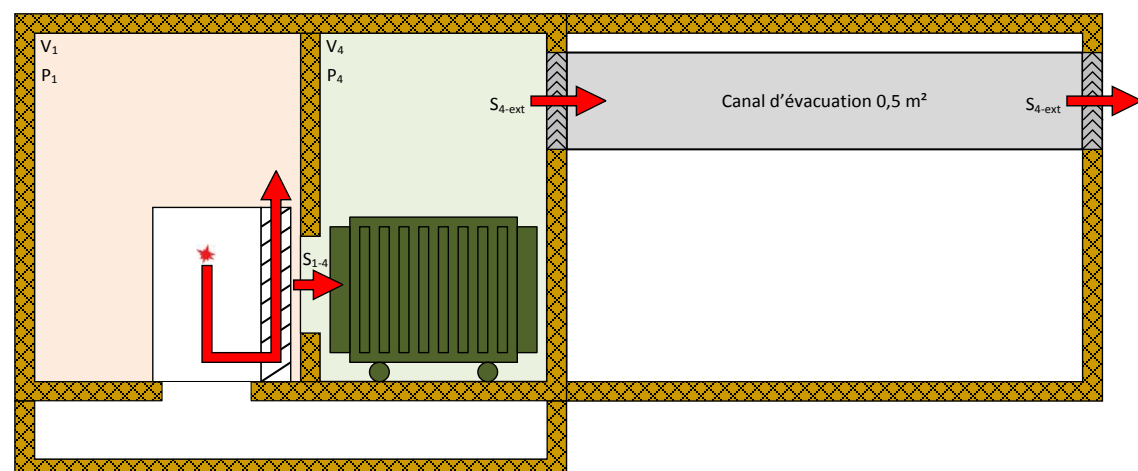 V1
P1
V4
P4
S4-ext
Canal d'évacuation 0,5 m²
S4-ext
S1-4